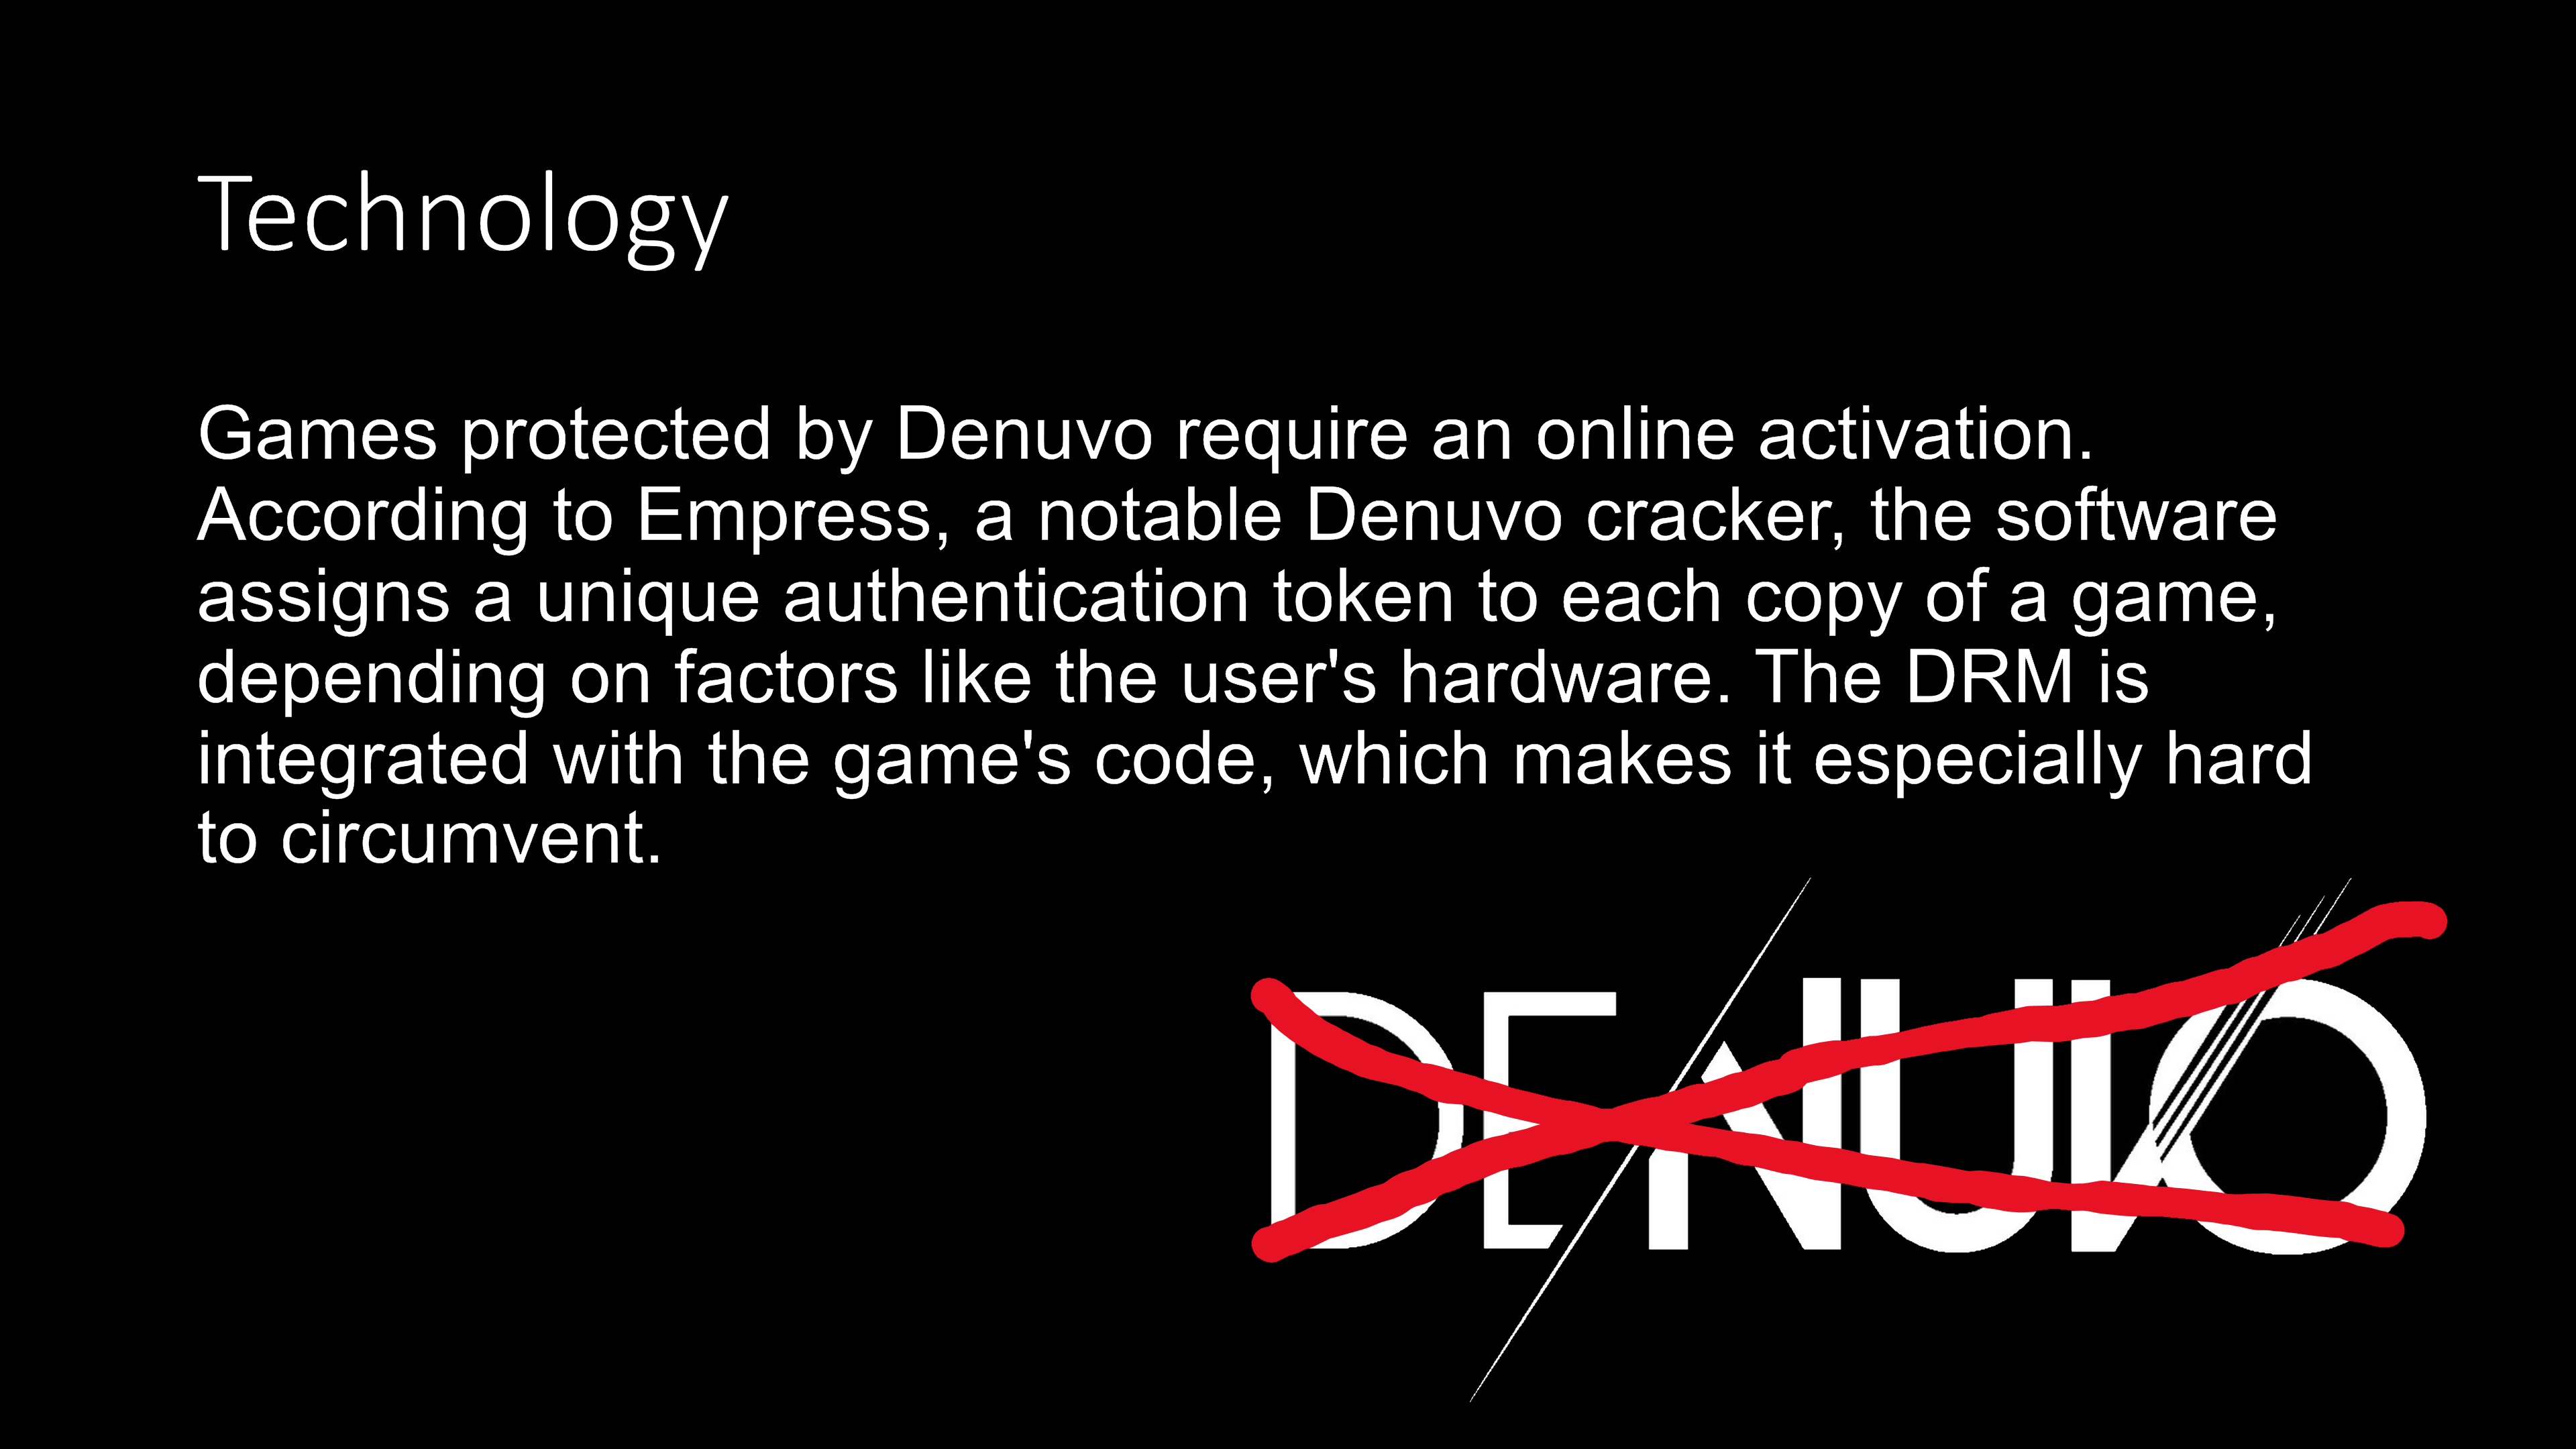 Technology
Games protected by Denuvo require an online activation.
According to Empress, a notable Denuvo cracker, the software
assigns a unique authentication token to each copy of a game,
depending on factors like the user's hardware. The DRM is
integrated with the game's code, which makes it especially hard
to circumvent.
DENUVO